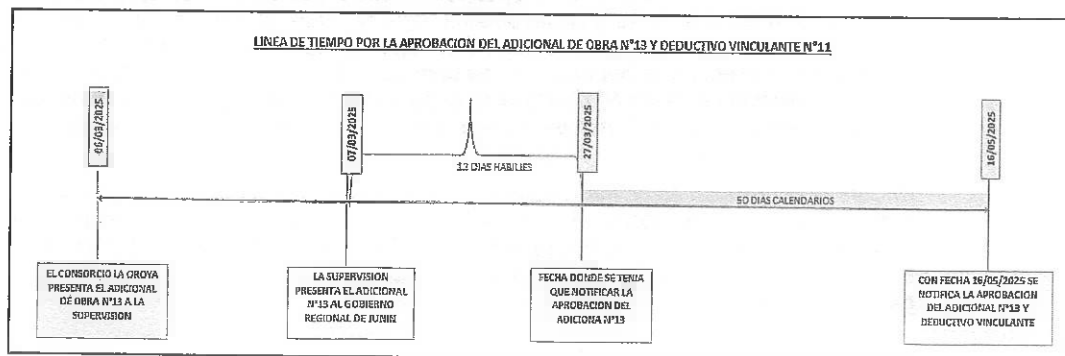 LINEA DE TIEMPO POR LA APROBACION DEL ADICIONAL DE OBRA N°13 Y DEDUCTIVO VINCULANTE N°11
06/03/2025
07/03/2025
27/03/2025
16/05/2025
13 DIAS HABILES
50 DIAS CALENDARIOS
EL CONSORCIO LA OROYA
PRESENTA EL ADICIONAL
DE OBRA N°13 A LA
SUPERVISION
LA SUPERVISION
PRESENTA EL ADICIONAL
N°13 AL GOBIERNO
REGIONAL DE JUNIN
FECHA DONDE SE TENIA
QUE NOTIFICAR LA
APROBACION DEL
ADICIONA N°13
CON FECHA 16/05/2025 SE
NOTIFICA LA APROBACION
DEL ADICIONAL N°13 Y
DEDUCTIVO VINCULANTE